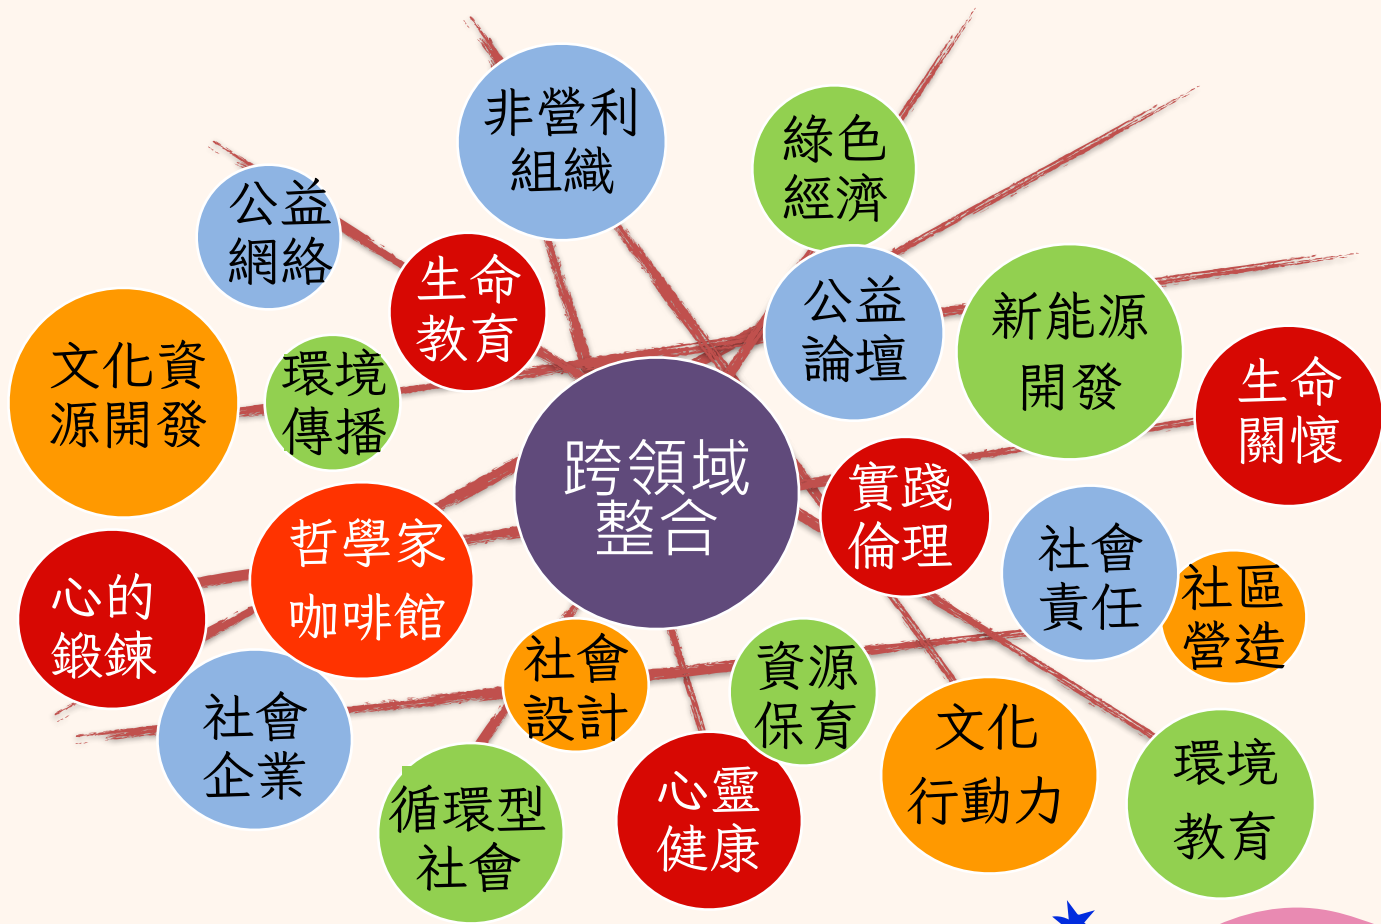 非營利
組織
綠色
經濟
公益
網絡
生命
教育
公益
論壇
新能源
開發
文化資
源開發
環境
傳播
生命
關懷
跨領域
整合
實踐
倫理
哲學家
咖啡館
社會
責任
社區
營造
心的
鍛鍊
社會
設計
資源
保育
社會
企業
文化
行動力
環境
教育
循環型
社會
心靈
健康